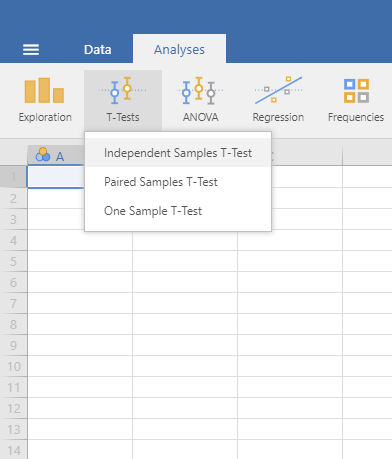 Data Analyses
Exploration T-Tests ANOVA Regression Frequencies
A
Independent Samples T-Test
Paired Samples T-Test
One Sample T-Test
1
2
3
4
5
6
7
8
9
10
11
12
13
14